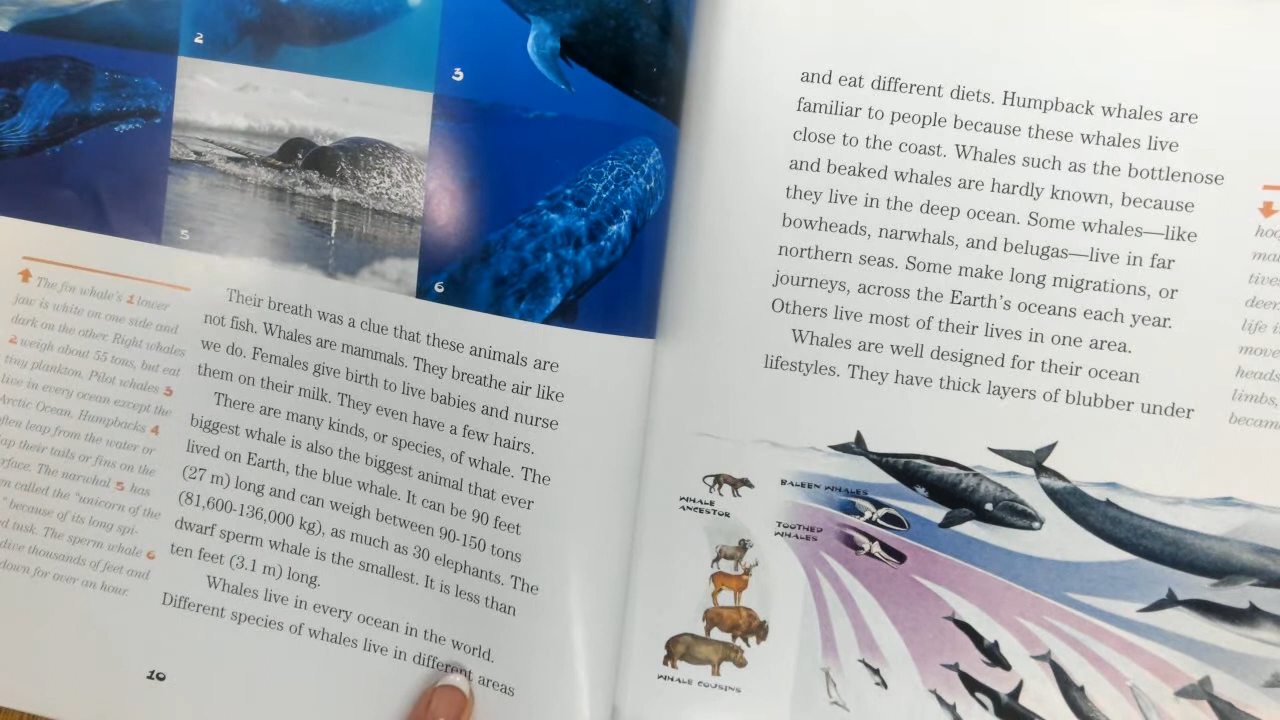 2
3
5
6
The fin whale's 1 lower
jaw is white on one side and
dark on the other. Right whales
2 weigh about 55 tons, but eat
tiny plankton. Pilot whales 3
live in every ocean except the
Arctic Ocean. Humpbacks 4
often leap from the water or
their tails or fins on the
The narwhal 5 has
called the "unicorn of the
" because of its long
tusk. The sperm whale 6
dive thousands of feet and
down for over an hour.
Their breath was a clue that these animals are
not fish. Whales are mammals. They breathe air like
we do. Females give birth to live babies and nurse
them on their milk. They even have a few hairs.
There are many kinds, or species, of whale. The
biggest whale is also the biggest animal that ever
lived on Earth, the blue whale. It can be 90 feet
(27 m) long and can weigh between 90-150 tons
(81,600-136,000 kg), as much as 30 elephants. The
dwarf sperm whale is the smallest. It is less than
ten feet (3.1 m) long.
Whales live in every ocean in the world.
Different species of whales live in different areas
10
and eat different diets. Humpback whales are
familiar to people because these whales live
close to the coast. Whales such as the bottlenose
and beaked whales are hardly known, because
they live in the deep ocean. Some whales—like
bowheads, narwhals, and belugas—live in far
northern seas. Some make long migrations, or
journeys, across the Earth's oceans each year.
Others live most of their lives in one area.
Whales are well designed for their ocean
lifestyles. They have thick layers of blubber under
WHALE
ANCESTOR
BALEEN WHALES
TOOTHED
WHALES
WHALE COUSINS
life
limbs,